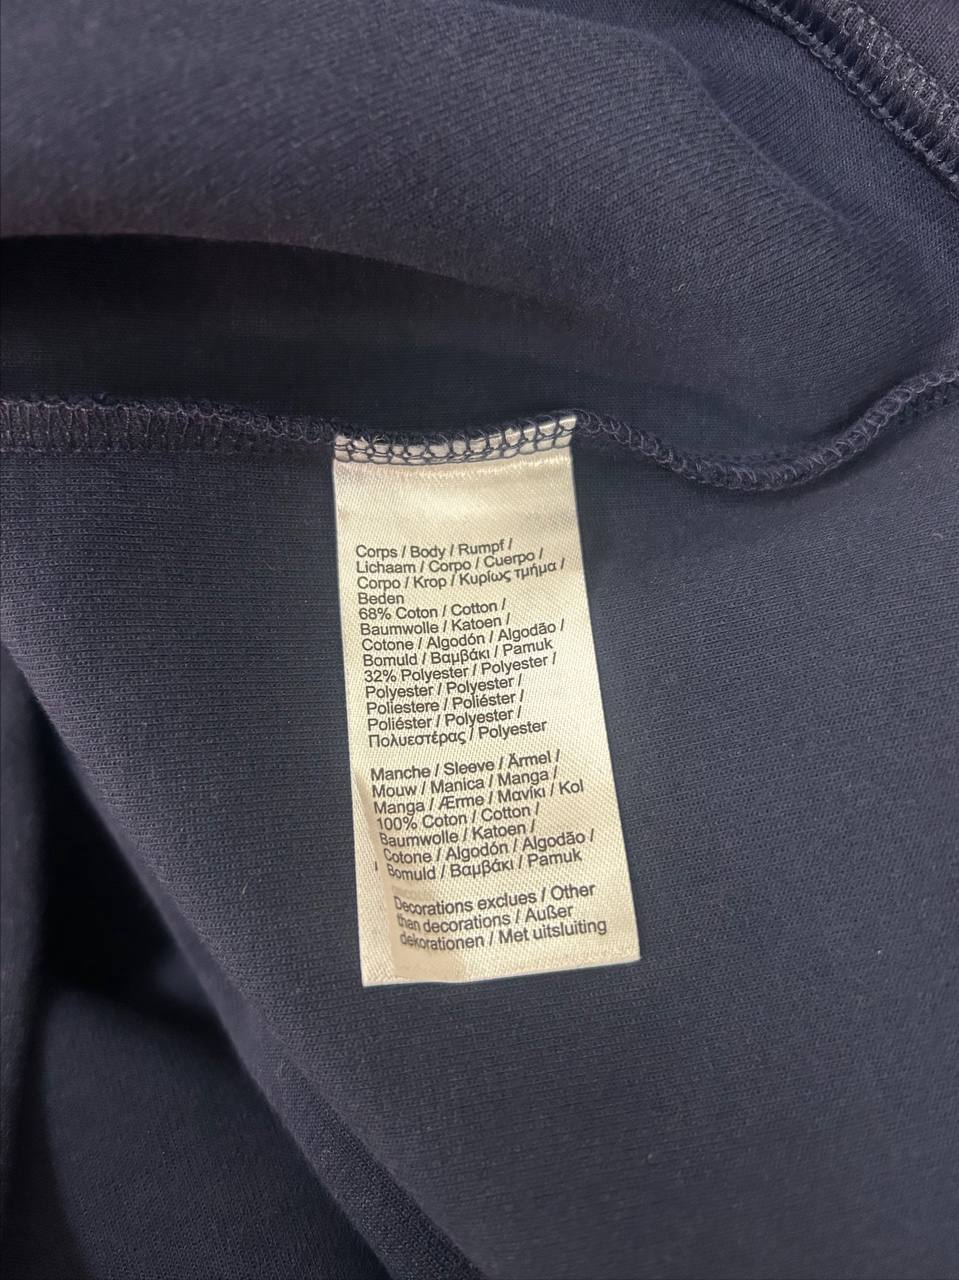 Corps / Body / Rumpf /
Lichaam / Corpo / Cuerpo /
Corpo / Krop / Κυρίως τμήμα /
Beden
68% Coton / Cotton /
Baumwolle / Katoen /
Cotone / Algodón / Algodão /
Bomuld / Βαμβάκι / Pamuk
32% Polyester / Polyester /
Polyester / Polyester /
Poliestere / Poliéster /
Poliéster / Polyester /
Πολυεστέρας / Polyester
Manche / Sleeve / Ärmel /
Mouw / Manica / Manga /
Manga / Ærme / Μανίκι / Kol
100% Coton / Cotton /
Baumwolle / Katoen /
Cotone / Algodón / Algodão /
Bomuld / Βαμβάκι / Pamuk
Decorations exclues / Other
than decorations / Außer
dekorationen / Met uitsluiting